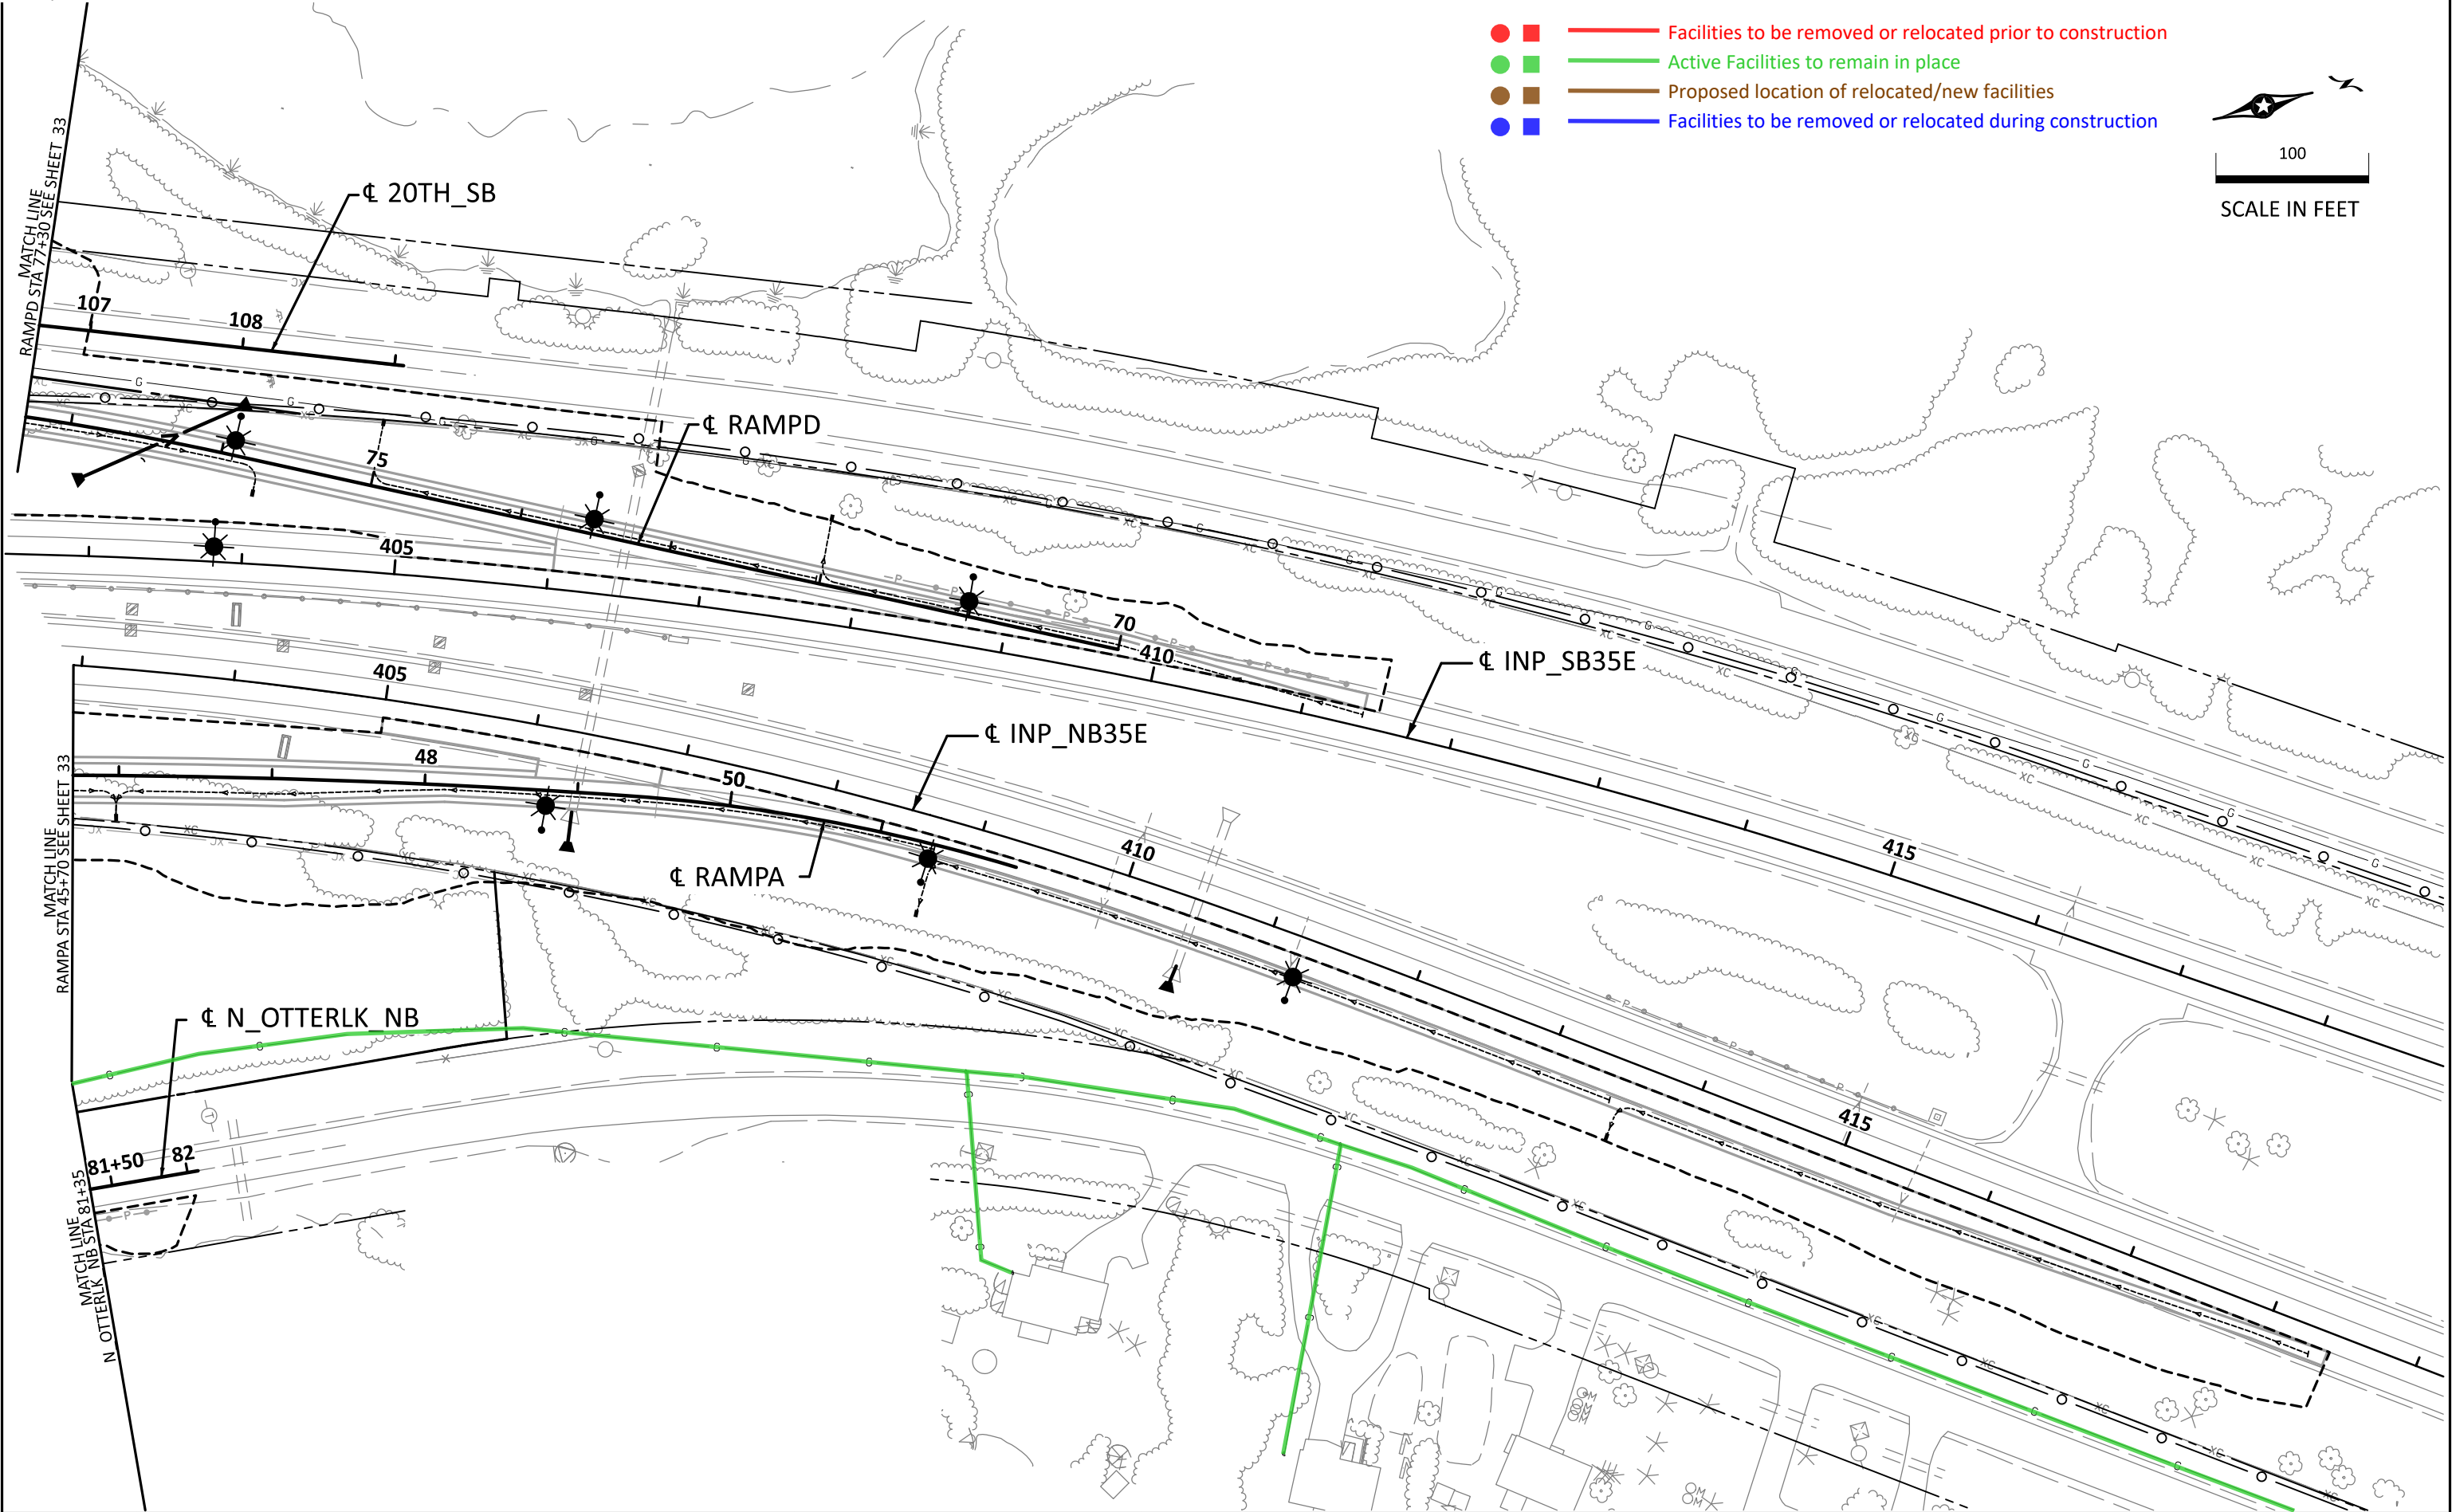 Facilities to be removed or relocated prior to construction
Active Facilities to remain in place
Proposed location of relocated/new facilities
Facilities to be removed or relocated during construction
100
SCALE IN FEET
MATCH LINE
RAMPD STA 77+30 SEE SHEET 33
℄ 20TH_SB
107
108
℄ RAMPD
75
405
70
410
℄ INP_SB35E
405
℄ INP_NB35E
48
50
410
415
℄ RAMPA
MATCH LINE
RAMPA STA 45+70 SEE SHEET 33
℄ N_OTTERLK_NB
415
81+50
82
MATCH LINE
N_OTTERLK_NB STA 81+35